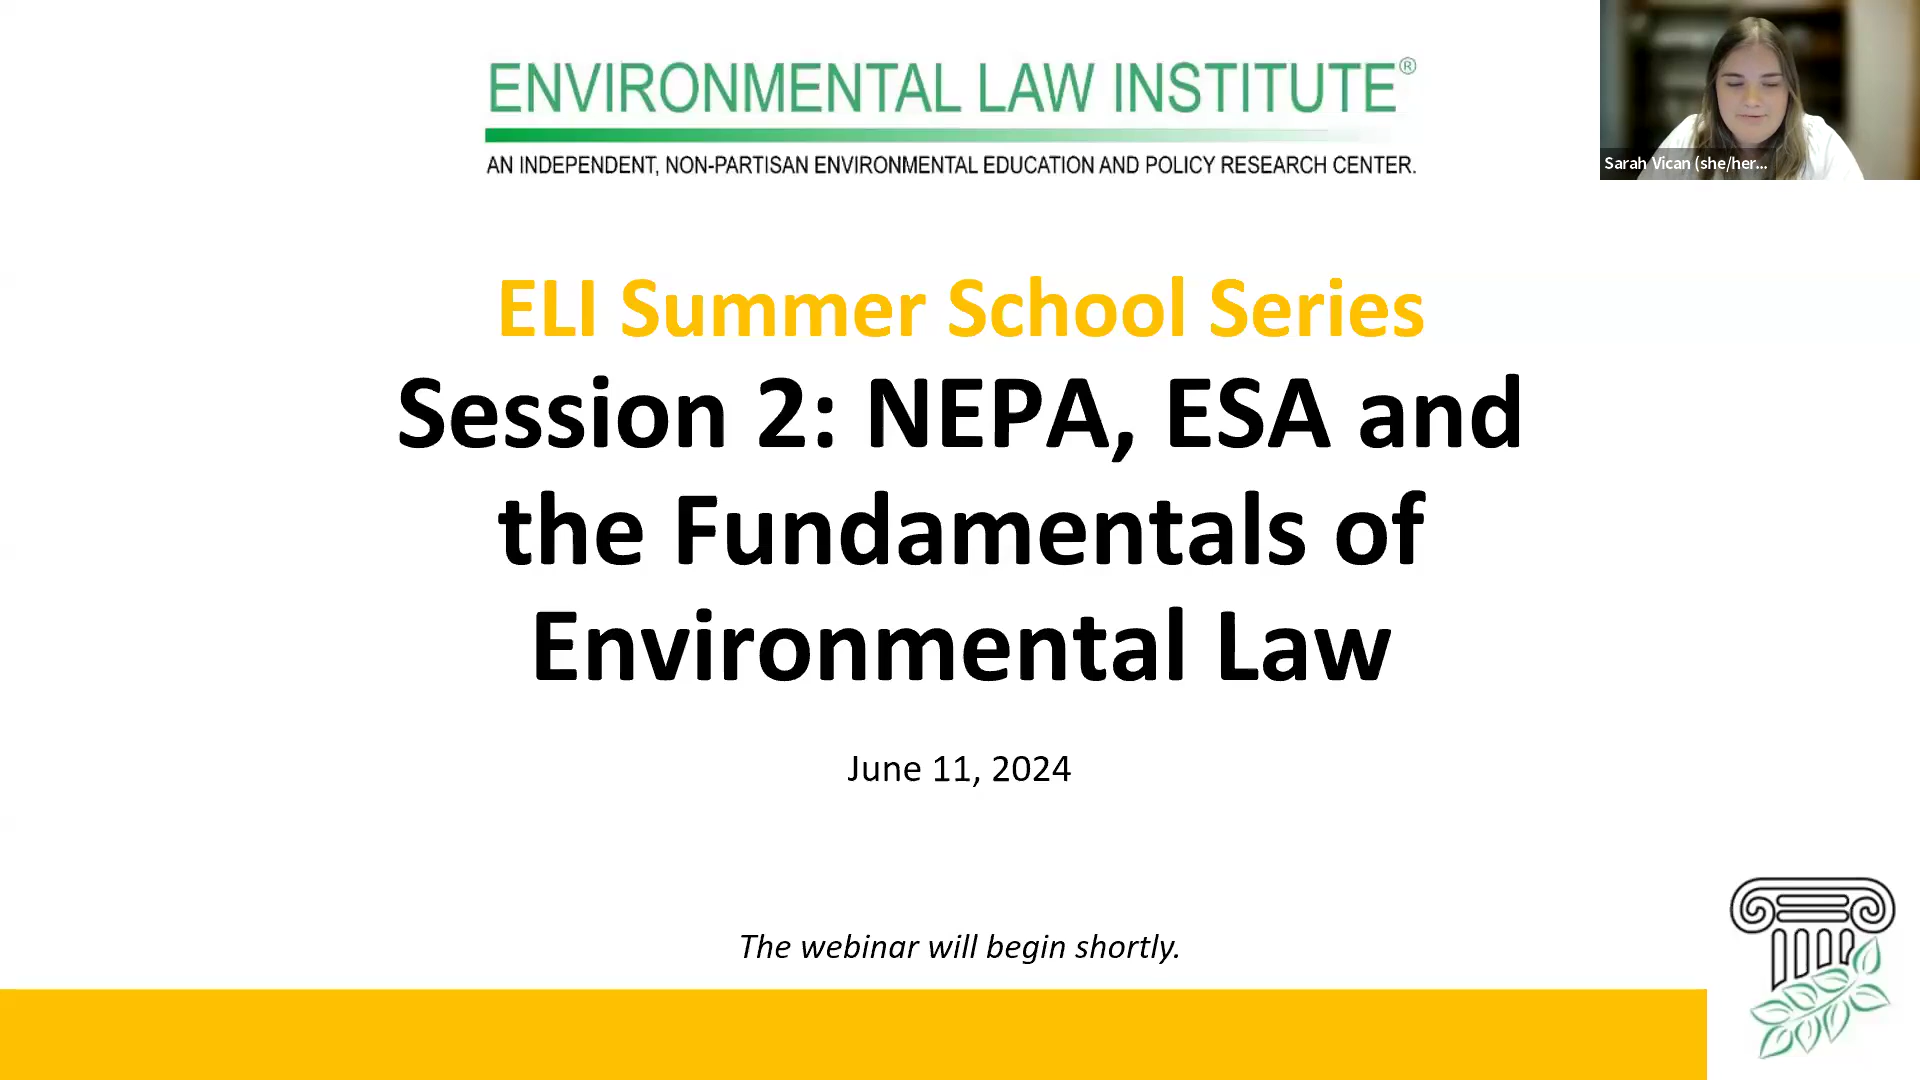 ENVIRONMENTAL LAW INSTITUTE®
AN INDEPENDENT, NON-PARTISAN ENVIRONMENTAL EDUCATION AND POLICY RESEARCH CENTER.
Sarah Vican (she/her...
ELI Summer School Series
Session 2: NEPA, ESA and
the Fundamentals of
Environmental Law
June 11, 2024
The webinar will begin shortly.